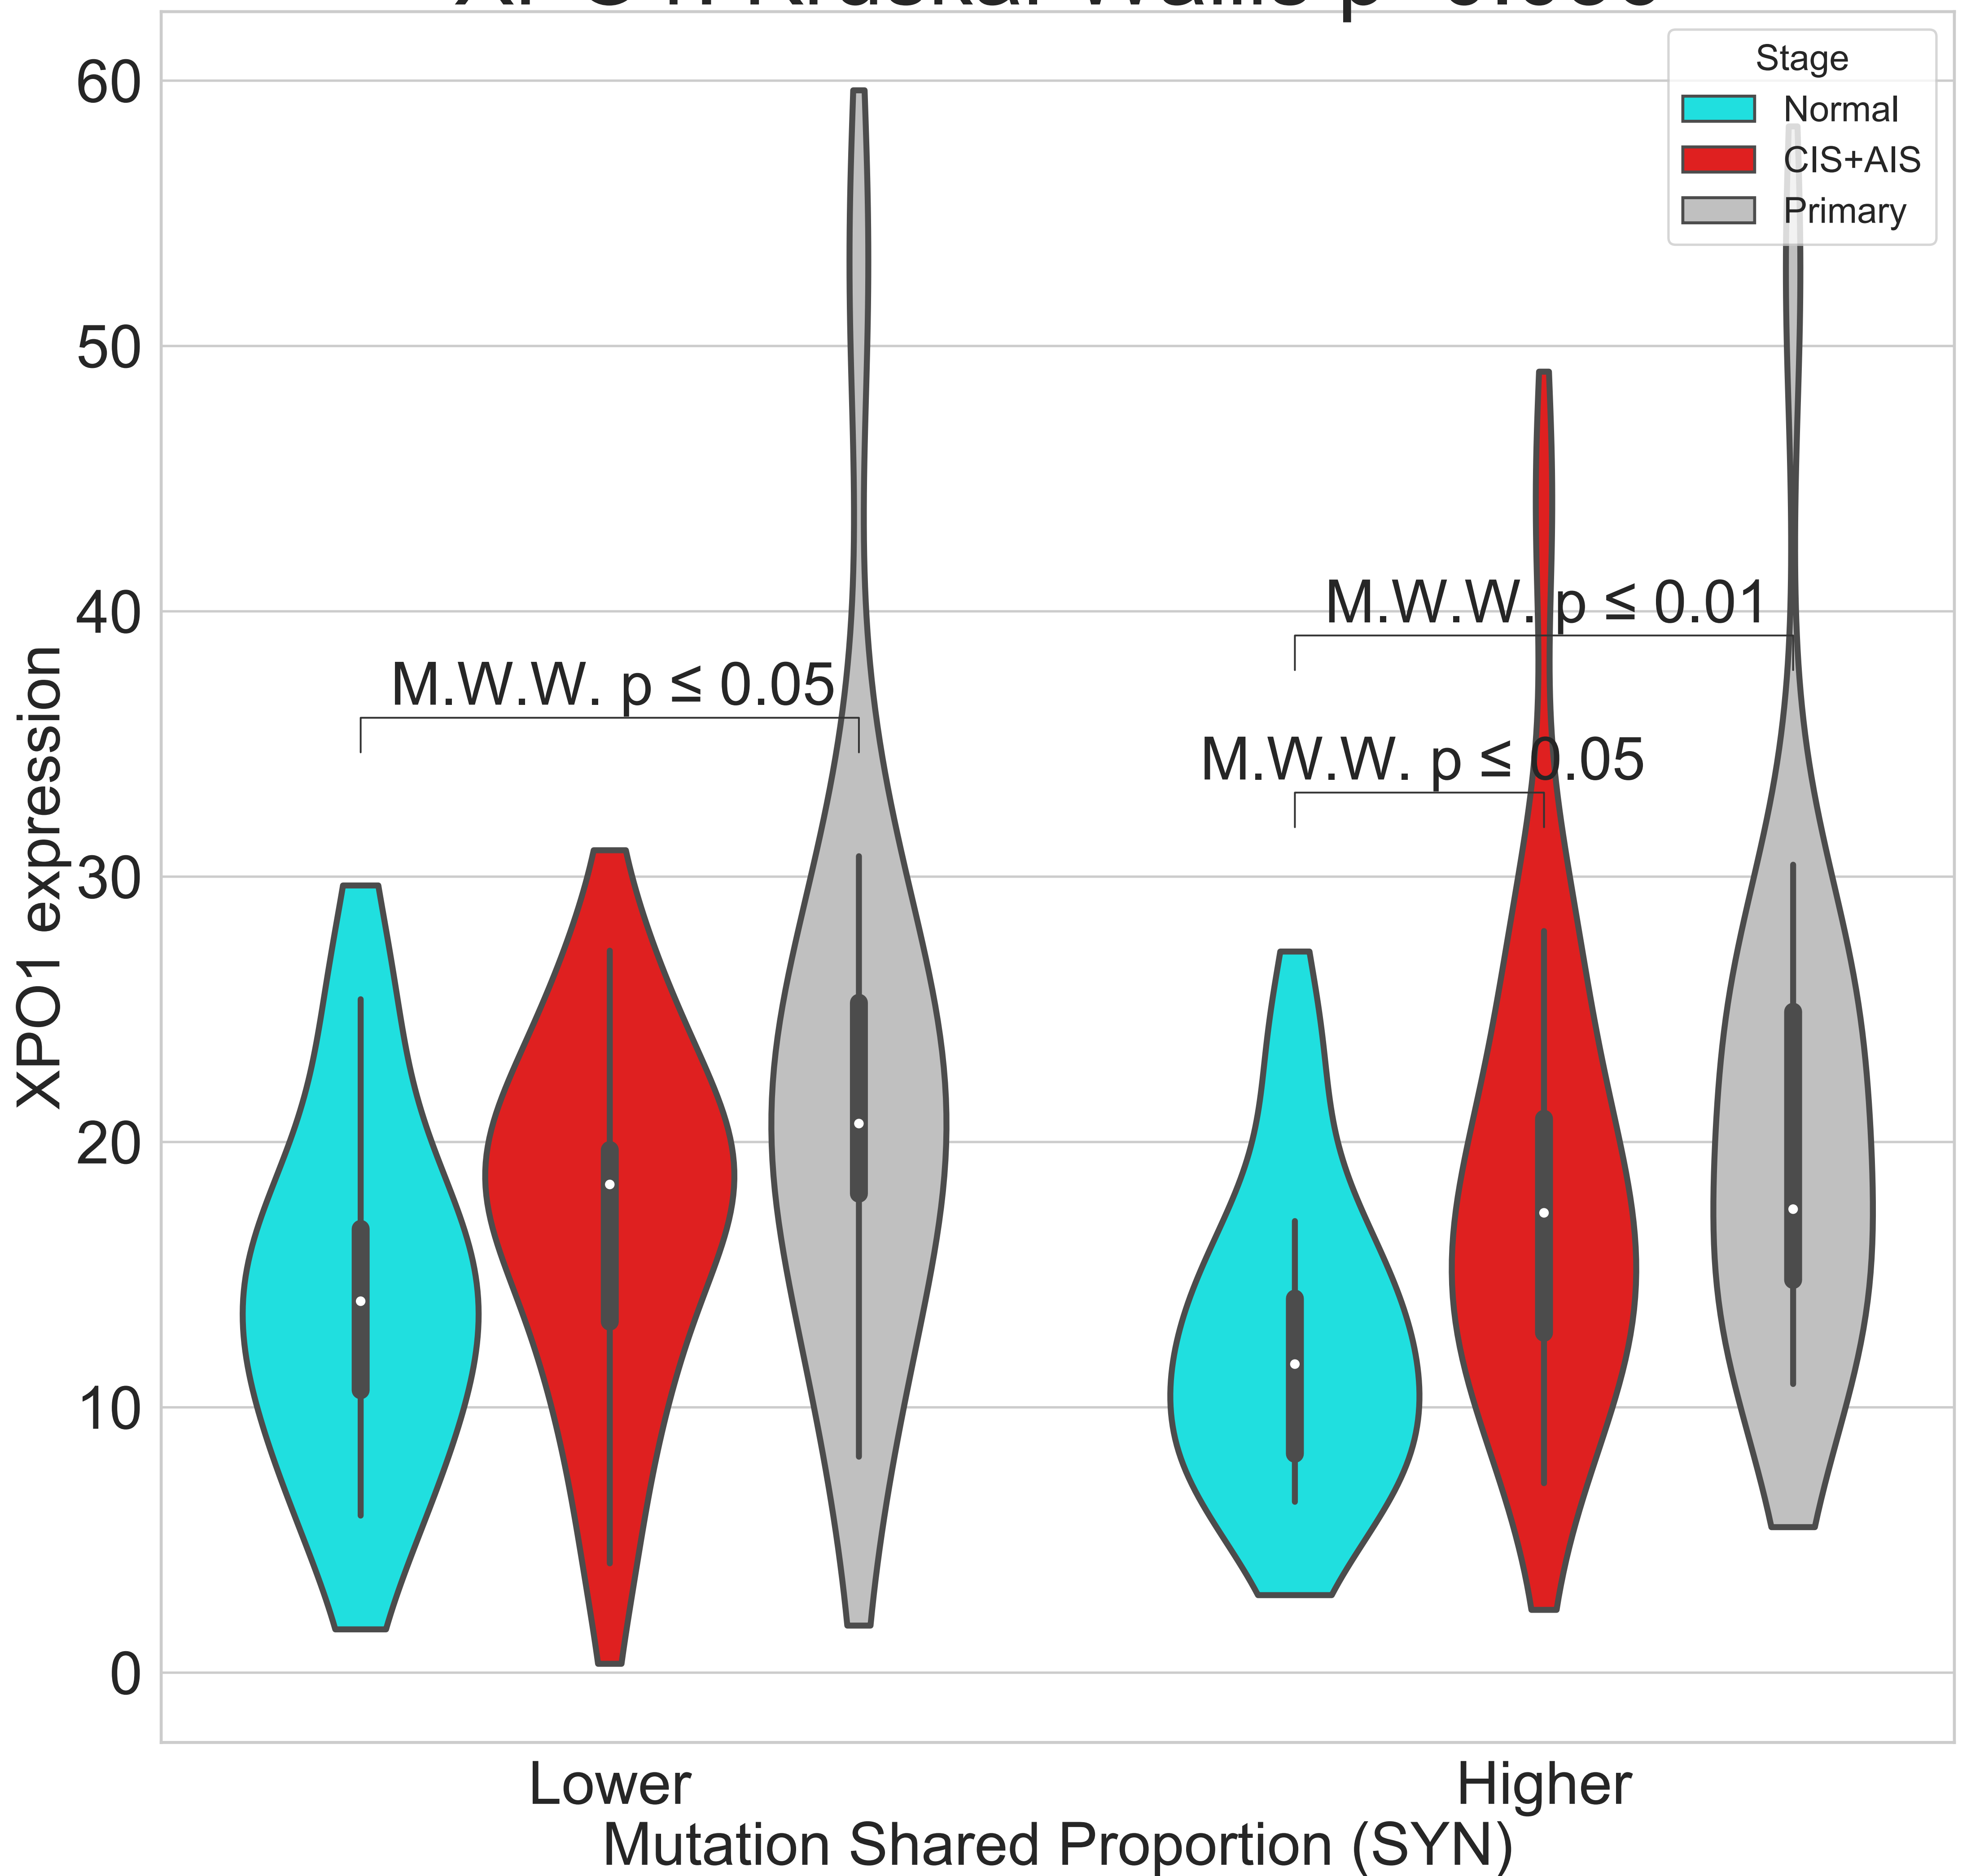 Stage
Normal
CIS+AIS
Primary
60
50
40
30
20
10
0
XPO1 expression
M.W.W. p ≤ 0.05
M.W.W. p ≤ 0.01
M.W.W. p ≤ 0.05
Lower
Higher
Mutation Shared Proportion (SYN)